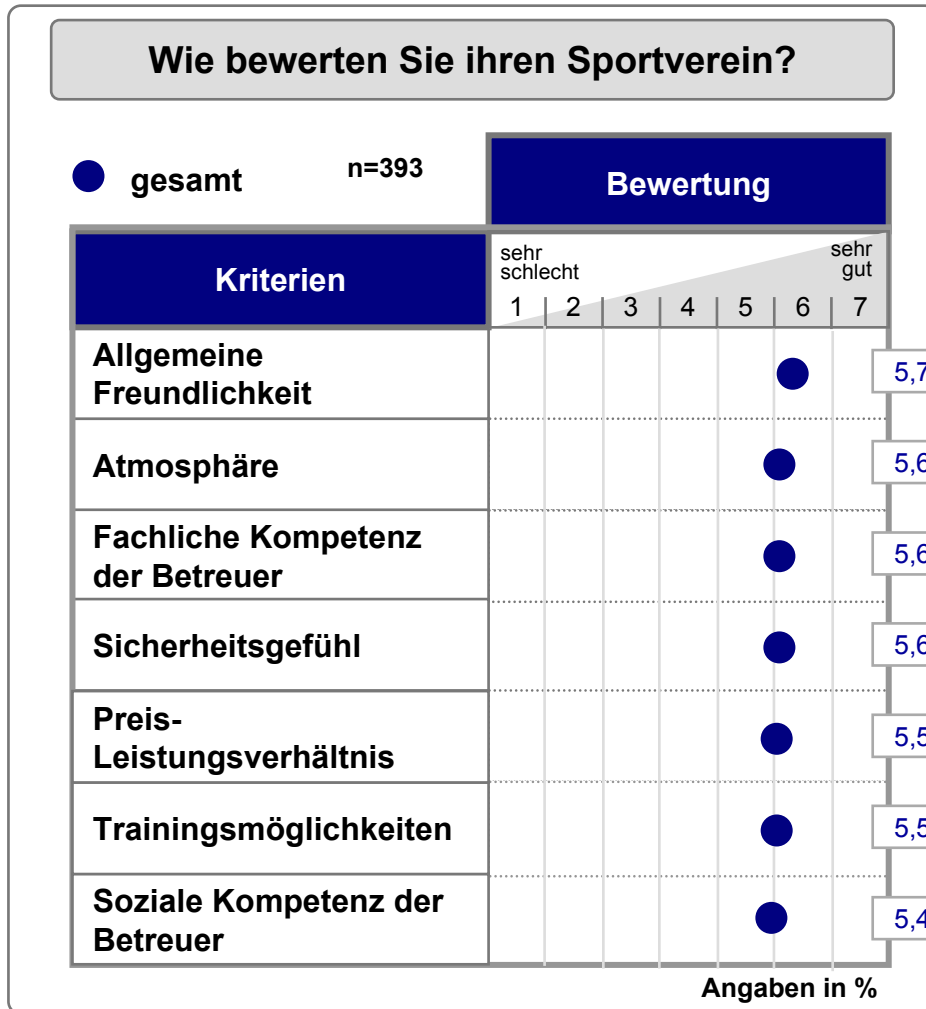 Wie bewerten Sie ihren Sportverein?
gesamt
n=393
Bewertung
Kriterien
sehr
schlecht
sehr
gut
1 | 2 | 3 | 4 | 5 | 6 | 7
Allgemeine
Freundlichkeit
5,7
Atmosphäre
5,6
Fachliche Kompetenz
der Betreuer
5,6
Sicherheitsgefühl
5,6
Preis-
Leistungsverhältnis
5,5
Trainingsmöglichkeiten
5,5
Soziale Kompetenz der
Betreuer
5,4
Angaben in %